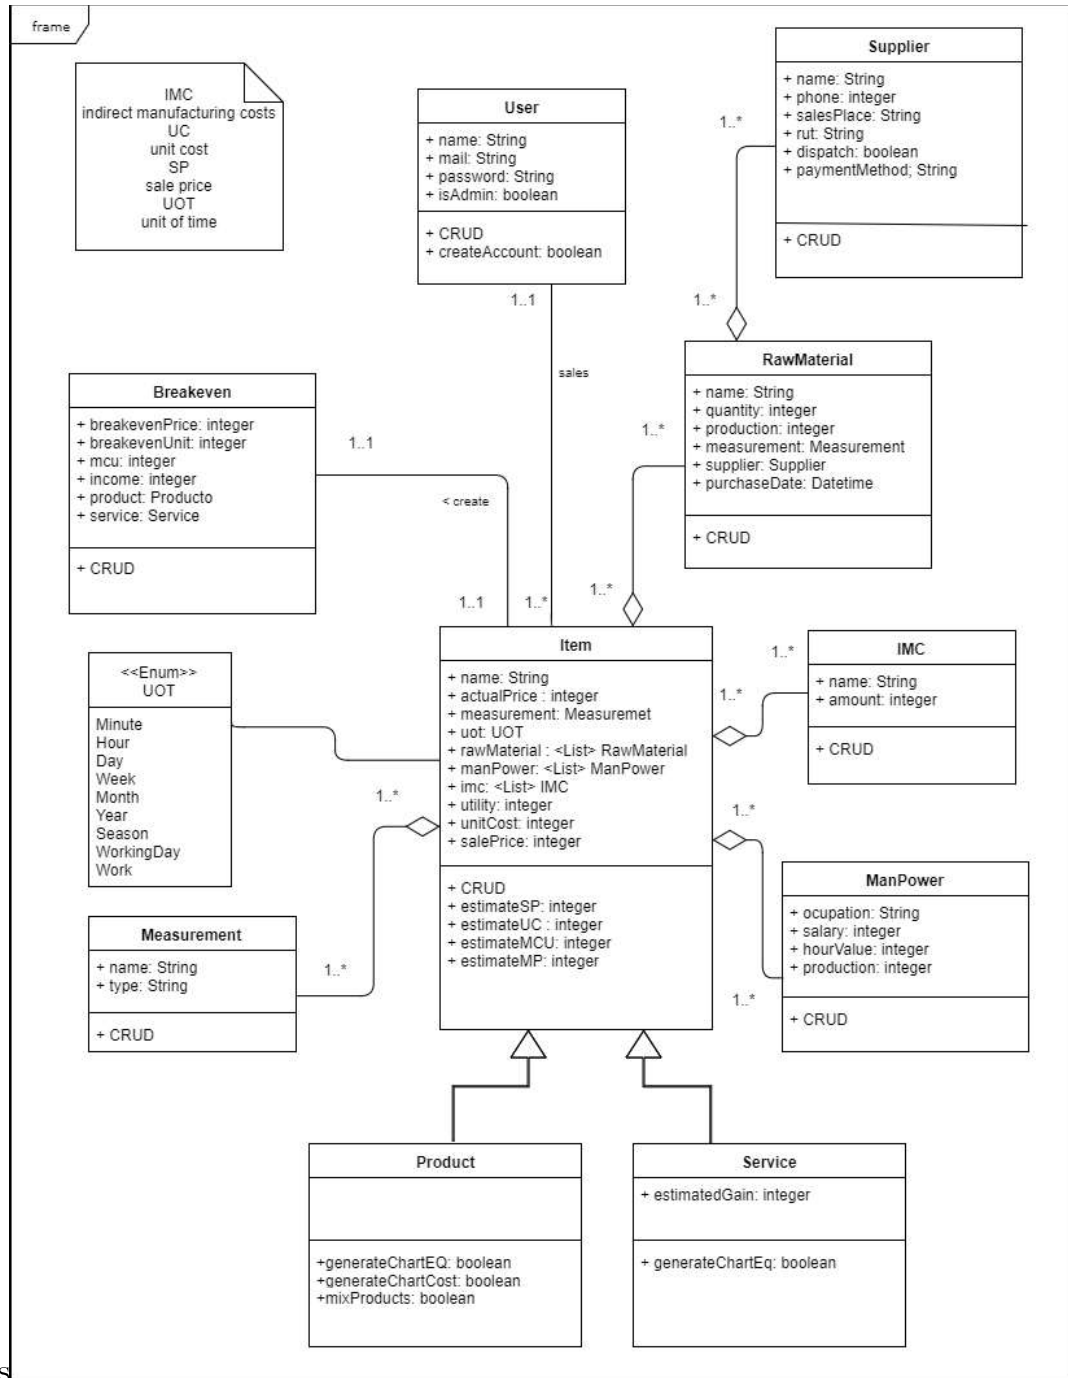 frame
IMC
indirect manufacturing costs
UC
unit cost
SP
sale price
UOT
unit of time
User
+ name: String
+ mail: String
+ password: String
+ isAdmin: boolean
+ CRUD
+ createAccount: boolean
Supplier
+ name: String
+ phone: integer
+ salesPlace: String
+ rut: String
+ dispatch: boolean
+ paymentMethod; String
+ CRUD
1..*
1..*
1..1
sales
RawMaterial
+ name: String
+ quantity: integer
+ production: integer
+ measurement: Measurement
+ supplier: Supplier
+ purchaseDate: Datetime
+ CRUD
Breakeven
+ breakevenPrice: integer
+ breakevenUnit: integer
+ mcu: integer
+ income: integer
+ product: Producto
+ service: Service
+ CRUD
1..1
< create
1..*
1..1
1..*
1..*
Item
+ name: String
+ actualPrice : integer
+ measurement: Measuremet
+ uot: UOT
+ rawMaterial : <List> RawMaterial
+ manPower: <List> ManPower
+ imc: <List> IMC
+ utility: integer
+ unitCost: integer
+ salePrice: integer
+ CRUD
+ estimateSP: integer
+ estimateUC : integer
+ estimateMCU: integer
+ estimateMP: integer
1..*
1..*
IMC
+ name: String
+ amount: integer
+ CRUD
<<Enum>>
UOT
Minute
Hour
Day
Week
Month
Year
Season
WorkingDay
Work
1..*
1..*
Measurement
+ name: String
+ type: String
+ CRUD
1..*
1..*
ManPower
+ ocupation: String
+ salary: integer
+ hourValue: integer
+ production: integer
+ CRUD
Product
+generateChartEQ: boolean
+generateChartCost: boolean
+mixProducts: boolean
Service
+ estimatedGain: integer
+ generateChartEq: boolean
s